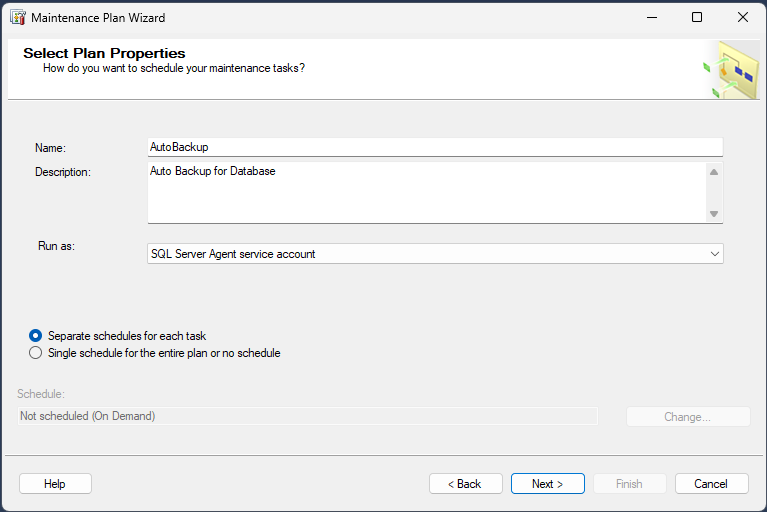 Maintenance Plan Wizard
Select Plan Properties
How do you want to schedule your maintenance tasks?
Name:
AutoBackup
Description:
Auto Backup for Database
Run as:
SQL Server Agent service account
Separate schedules for each task
Single schedule for the entire plan or no schedule
Schedule:
Not scheduled (On Demand)
Change...
Help
< Back
Next >
Finish
Cancel